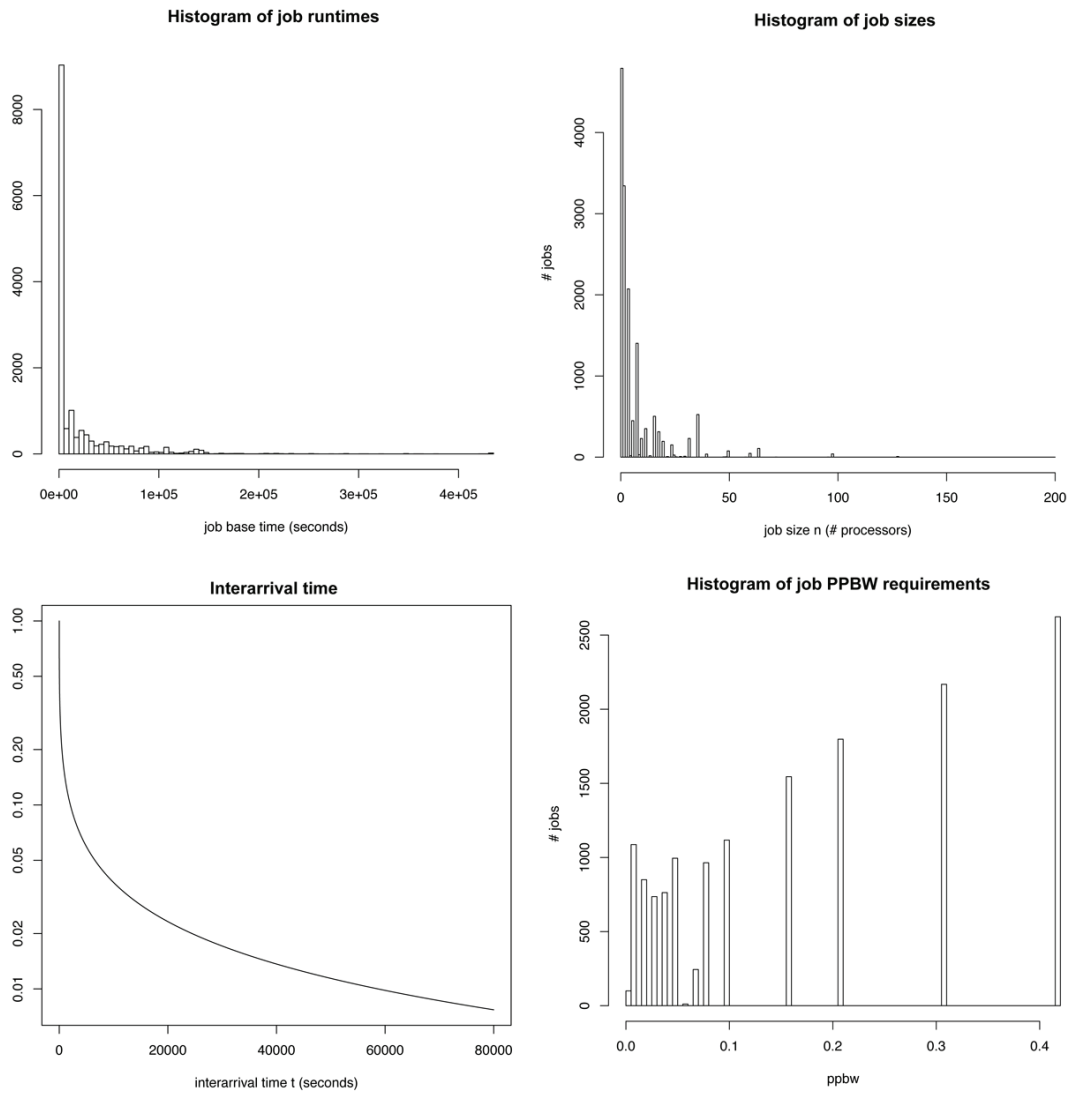 Histogram of job runtimes
8000
6000
4000
2000
0
0e+00 1e+05 2e+05 3e+05 4e+05
job base time (seconds)
Histogram of job sizes
# jobs
4000
3000
2000
1000
0
0 50 100 150 200
job size n (# processors)
Interarrival time
1.00
0.50
0.20
0.10
0.05
0.02
0.01
0 20000 40000 60000 80000
interarrival time t (seconds)
Histogram of job PPBW requirements
# jobs
2500
2000
1500
1000
500
0
0.0 0.1 0.2 0.3 0.4
ppbw